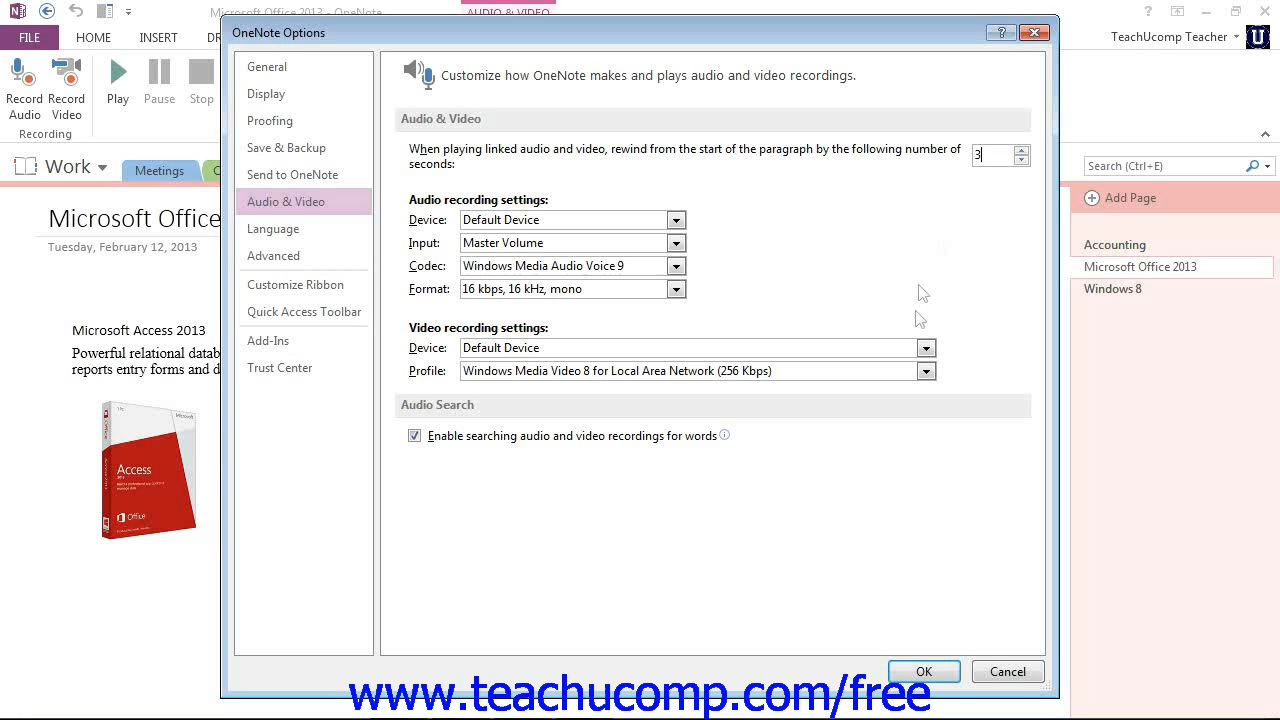 Microsoft Office 2013 - OneNote
AUDIO & VIDEO
FILE HOME INSERT DR
TeachUcomp Teacher
OneNote Options
Record Audio
Record Video
Play
Pause
Stop
Recording
Work
Meetings
Search (Ctrl+E)
Microsoft Office
Tuesday, February 12, 2013
Microsoft Access 2013
Powerful relational datab
reports entry forms and d
Microsoft
Access
Office
General
Display
Proofing
Save & Backup
Send to OneNote
Audio & Video
Language
Advanced
Customize Ribbon
Quick Access Toolbar
Add-Ins
Trust Center
Customize how OneNote makes and plays audio and video recordings.
Audio & Video
When playing linked audio and video, rewind from the start of the paragraph by the following number of
seconds:
3
Audio recording settings:
Device: Default Device
Input: Master Volume
Codec: Windows Media Audio Voice 9
Format: 16 kbps, 16 kHz, mono
Video recording settings:
Device: Default Device
Profile: Windows Media Video 8 for Local Area Network (256 Kbps)
Audio Search
Enable searching audio and video recordings for words
OK
Cancel
Add Page
Accounting
Microsoft Office 2013
Windows 8
www.teachucomp.com/free